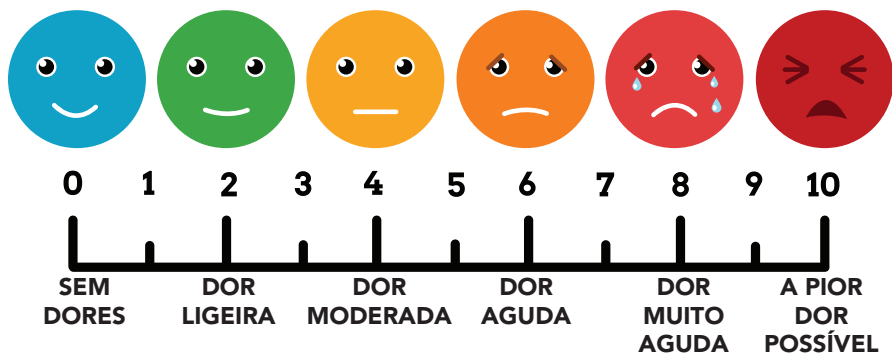 0 1 2 3 4 5 6 7 8 9 10
SEM
DORES
DOR
LIGEIRA
DOR
MODERADA
DOR
AGUDA
DOR
MUITO
AGUDA
A PIOR
DOR
POSSÍVEL